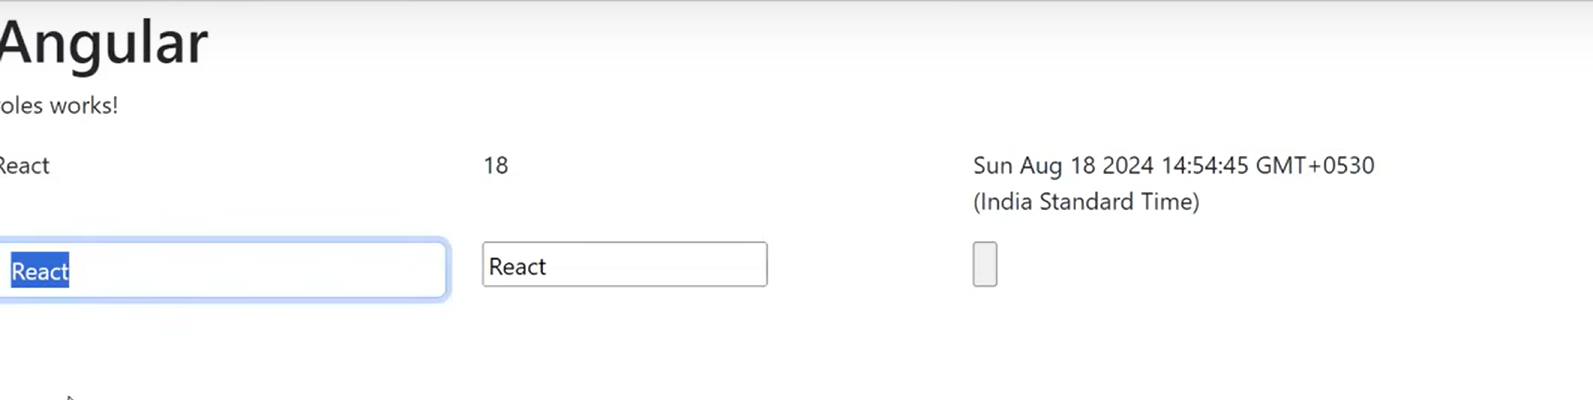 Angular
oles works!
React
18
Sun Aug 18 2024 14:54:45 GMT+0530
(India Standard Time)
React
React